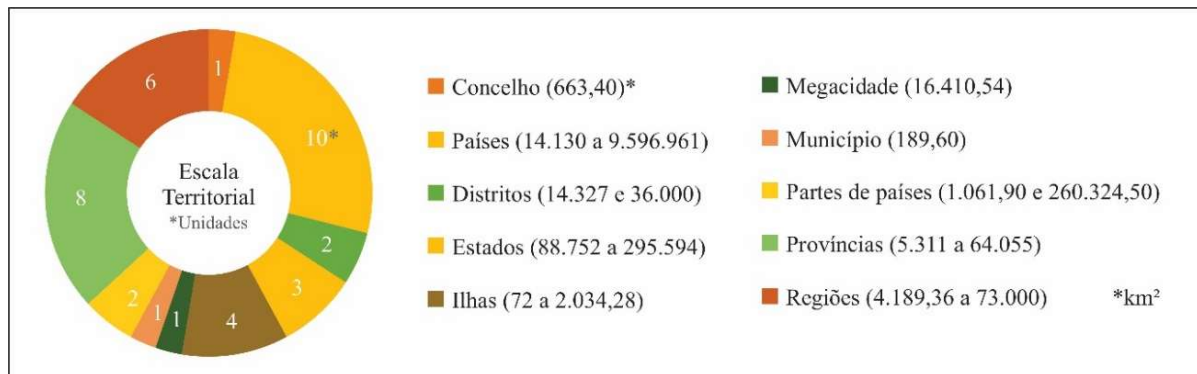 1
10*
2
3
4
1
1
2
8
6
Escala
Territorial
*Unidades
Concelho (663,40)*
Países (14.130 a 9.596.961)
Distritos (14.327 e 36.000)
Estados (88.752 a 295.594)
Ilhas (72 a 2.034,28)
Megacidade (16.410,54)
Município (189,60)
Partes de países (1.061,90 e 260.324,50)
Províncias (5.311 a 64.055)
Regiões (4.189,36 a 73.000) *km²